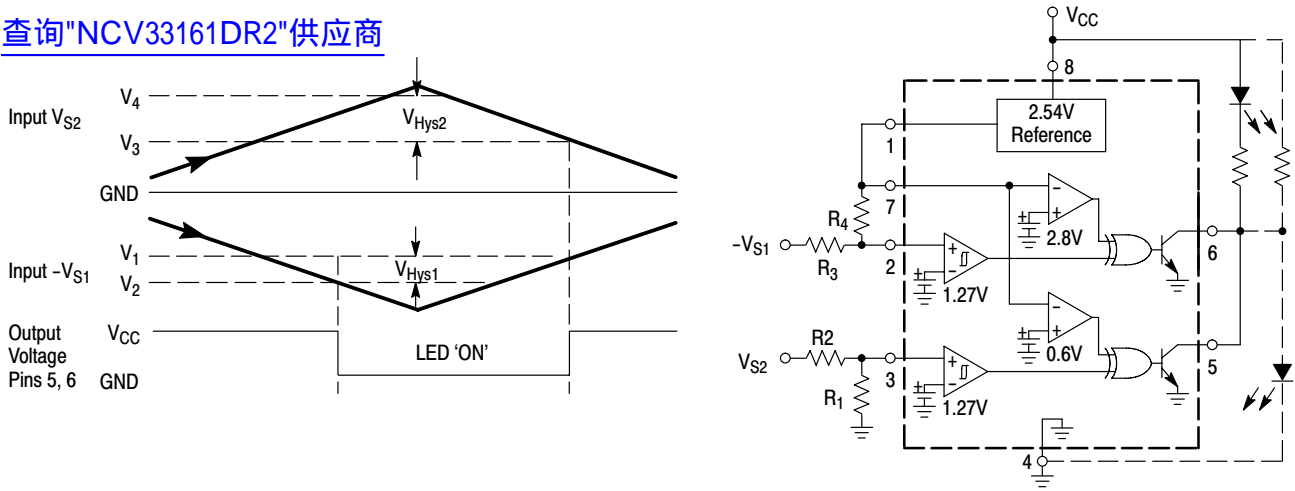 查询"NCV33161DR2"供应商
Input VS2
V4
V3
VHys2
GND
Input –VS1
V1
V2
VHys1
Output
Voltage
Pins 5, 6
VCC
GND
LED ‘ON’
VCC
8
2.54V
Reference
1
7
R4
–
+
+
2.8V
–VS1
R3
2
+
–
+
1.27V
6
–
+
+
0.6V
VS2
R2
3
R1
+
–
+
1.27V
5
4